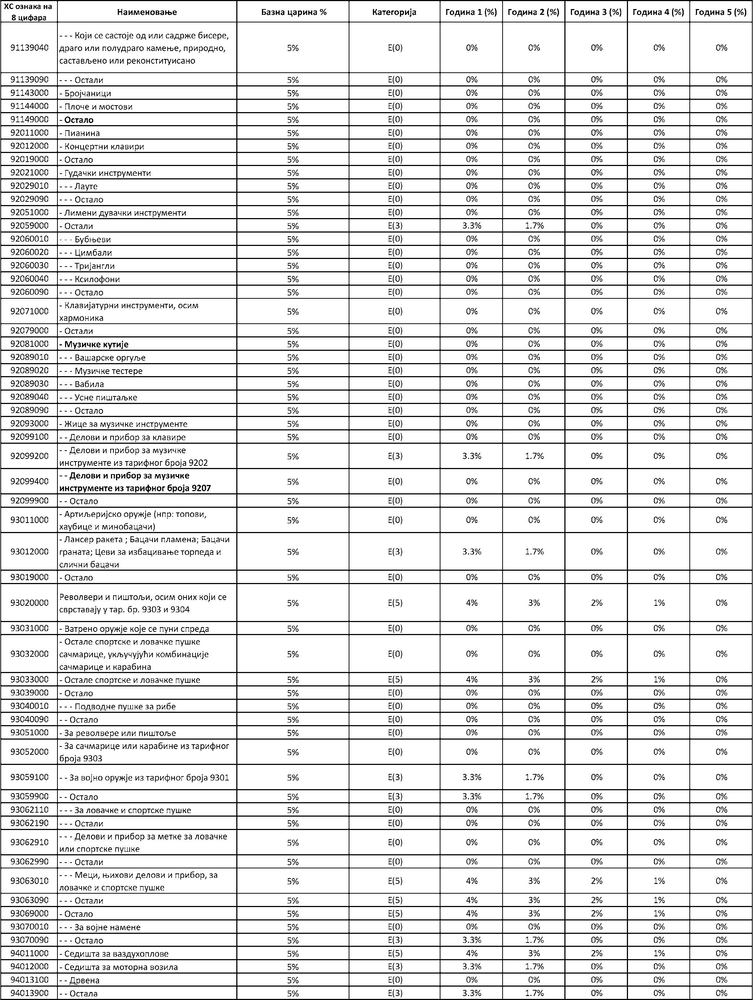 ХС ознака на 8 цифара | Наименовање | Базна царина % | Категорија | Година 1 (%) | Година 2 (%) | Година 3 (%) | Година 4 (%) | Година 5 (%)
91139040 | - - - Који се састоје од или садрже бисере, драго или полудраго камење, природно, састављено или реконституисано | 5% | E(0) | 0% | 0% | 0% | 0% | 0%
91139090 | - - - Остали | 5% | E(0) | 0% | 0% | 0% | 0% | 0%
91143000 | - Бројчаници | 5% | E(0) | 0% | 0% | 0% | 0% | 0%
91144000 | - Плоче и мостови | 5% | E(0) | 0% | 0% | 0% | 0% | 0%
91149000 | - Остало | 5% | E(0) | 0% | 0% | 0% | 0% | 0%
92011000 | - Пианина | 5% | E(0) | 0% | 0% | 0% | 0% | 0%
92012000 | - Концертни клавири | 5% | E(0) | 0% | 0% | 0% | 0% | 0%
92019000 | - Остало | 5% | E(0) | 0% | 0% | 0% | 0% | 0%
92021000 | - Гудачки инструменти | 5% | E(0) | 0% | 0% | 0% | 0% | 0%
92029010 | - - - Лауте | 5% | E(0) | 0% | 0% | 0% | 0% | 0%
92029090 | - - - Остало | 5% | E(0) | 0% | 0% | 0% | 0% | 0%
92051000 | - Лимени дувачки инструменти | 5% | E(0) | 0% | 0% | 0% | 0% | 0%
92059000 | - Остали | 5% | E(3) | 3.3% | 1.7% | 0% | 0% | 0%
92060010 | - - - Бубњеви | 5% | E(0) | 0% | 0% | 0% | 0% | 0%
92060020 | - - - Цимбали | 5% | E(0) | 0% | 0% | 0% | 0% | 0%
92060030 | - - - Тријангли | 5% | E(0) | 0% | 0% | 0% | 0% | 0%
92060040 | - - - Ксилофони | 5% | E(0) | 0% | 0% | 0% | 0% | 0%
92060090 | - - - Остало | 5% | E(0) | 0% | 0% | 0% | 0% | 0%
92071000 | - Клавијатурни инструменти, осим хармоника | 5% | E(0) | 0% | 0% | 0% | 0% | 0%
92079000 | - Остали | 5% | E(0) | 0% | 0% | 0% | 0% | 0%
92081000 | - Музичке кутије | 5% | E(0) | 0% | 0% | 0% | 0% | 0%
92089010 | - - - Вашарске оргуље | 5% | E(0) | 0% | 0% | 0% | 0% | 0%
92089020 | - - - Музичке тестере | 5% | E(0) | 0% | 0% | 0% | 0% | 0%
92089030 | - - - Вабила | 5% | E(0) | 0% | 0% | 0% | 0% | 0%
92089040 | - - - Усне пиштаљке | 5% | E(0) | 0% | 0% | 0% | 0% | 0%
92089090 | - - - Остало | 5% | E(0) | 0% | 0% | 0% | 0% | 0%
92093000 | - Жице за музичке инструменте | 5% | E(0) | 0% | 0% | 0% | 0% | 0%
92099100 | - - Делови и прибор за клавире | 5% | E(0) | 0% | 0% | 0% | 0% | 0%
92099200 | - - Делови и прибор за музичке инструменте из тарифног броја 9202 | 5% | E(3) | 3.3% | 1.7% | 0% | 0% | 0%
92099400 | - - Делови и прибор за музичке инструменте из тарифног броја 9207 | 5% | E(0) | 0% | 0% | 0% | 0% | 0%
92099900 | - - Остало | 5% | E(0) | 0% | 0% | 0% | 0% | 0%
93011000 | - Артиљеријско оружје (нпр: топови, хаубице и минобацачи) | 5% | E(0) | 0% | 0% | 0% | 0% | 0%
93012000 | - Лансер ракета ; Бацачи пламена; Бацачи граната; Цеви за избацивање торпеда и слични бацачи | 5% | E(3) | 3.3% | 1.7% | 0% | 0% | 0%
93019000 | - Остало | 5% | E(0) | 0% | 0% | 0% | 0% | 0%
93020000 | Револвери и пиштољи, осим оних који се сврставају у тар. бр. 9303 и 9304 | 5% | E(5) | 4% | 3% | 2% | 1% | 0%
93031000 | - Ватрено оружје које се пуни спреда | 5% | E(0) | 0% | 0% | 0% | 0% | 0%
93032000 | - Остале спортске и ловачке пушке сачмарице, укључујући комбинације сачмарице и карабина | 5% | E(0) | 0% | 0% | 0% | 0% | 0%
93033000 | - Остале спортске и ловачке пушке | 5% | E(5) | 4% | 3% | 2% | 1% | 0%
93039000 | - Остало | 5% | E(0) | 0% | 0% | 0% | 0% | 0%
93040010 | - - - Подводне пушке за рибе | 5% | E(0) | 0% | 0% | 0% | 0% | 0%
93040090 | - - Остало | 5% | E(0) | 0% | 0% | 0% | 0% | 0%
93051000 | - За револвере или пиштоље | 5% | E(0) | 0% | 0% | 0% | 0% | 0%
93052000 | - За сачмарице или карабине из тарифног броја 9303 | 5% | E(0) | 0% | 0% | 0% | 0% | 0%
93059100 | - - За војно оружје из тарифног броја 9301 | 5% | E(3) | 3.3% | 1.7% | 0% | 0% | 0%
93059900 | - - Остало | 5% | E(3) | 3.3% | 1.7% | 0% | 0% | 0%
93062110 | - - - За ловачке и спортске пушке | 5% | E(0) | 0% | 0% | 0% | 0% | 0%
93062190 | - - - Остали | 5% | E(0) | 0% | 0% | 0% | 0% | 0%
93062910 | - - - Делови и прибор за метке за ловачке или спортске пушке | 5% | E(0) | 0% | 0% | 0% | 0% | 0%
93062990 | - - - Остали | 5% | E(0) | 0% | 0% | 0% | 0% | 0%
93063010 | - - - Меци, њихови делови и прибор, за ловачке и спортске пушке | 5% | E(5) | 4% | 3% | 2% | 1% | 0%
93063090 | - - - Остали | 5% | E(5) | 4% | 3% | 2% | 1% | 0%
93069000 | - Остало | 5% | E(5) | 4% | 3% | 2% | 1% | 0%
93070010 | - - - За војне намене | 5% | E(0) | 0% | 0% | 0% | 0% | 0%
93070090 | - - - Остало | 5% | E(3) | 3.3% | 1.7% | 0% | 0% | 0%
94011000 | - Седишта за ваздухоплове | 5% | E(5) | 4% | 3% | 2% | 1% | 0%
94012000 | - Седишта за моторна возила | 5% | E(3) | 3.3% | 1.7% | 0% | 0% | 0%
94013100 | - - Дрвена | 5% | E(0) | 0% | 0% | 0% | 0% | 0%
94013900 | - - Остала | 5% | E(3) | 3.3% | 1.7% | 0% | 0% | 0%